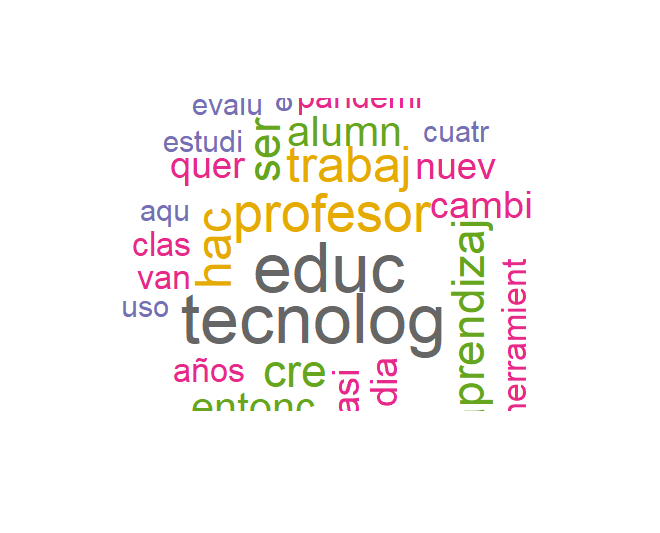 evalu
pandemi
ser
alumn
cuatr
estudi
quer
trabaj
nuev
aqu
hac
profesor
cambi
clas
van
educ
uso
tecnolog
prendizaj
herramient
años
cre
asi
dia
entonc